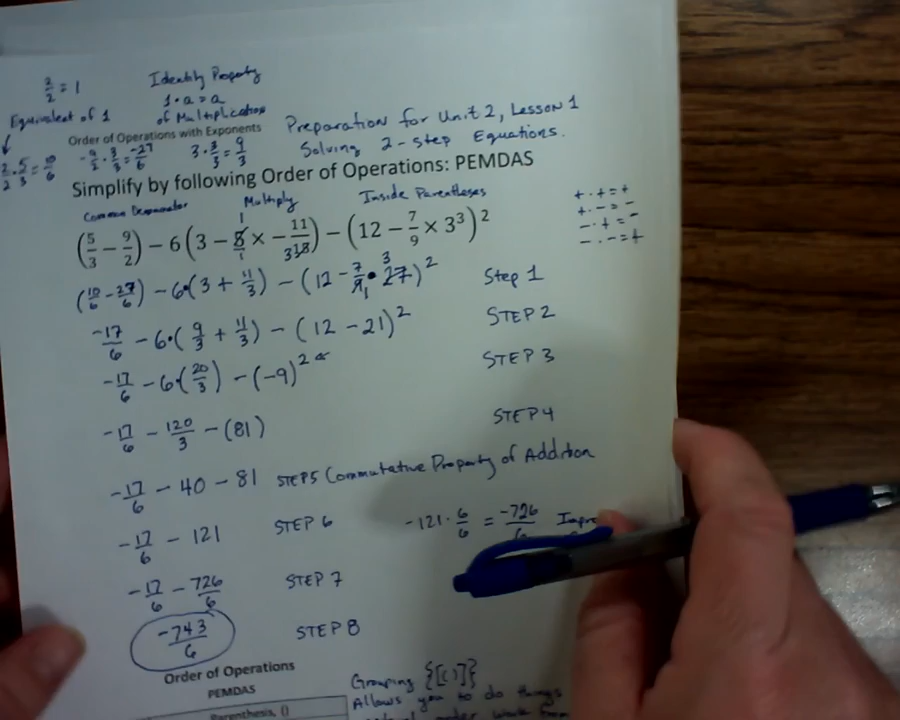 2/2 = 1 Identity Property
1 · a = a
Equivalent of 1 of Multiplication
Order of Operations with Exponents Preparation for Unit 2, Lesson 1
2/2 · 5/3 = 10/6 -9/2 · 3/3 = -27/6 3 · 3/3 = 9/3 Solving 2-step Equations.
Simplify by following Order of Operations: PEMDAS
Common Denominator Multiply Inside Parentheses
+ · + = +
+ · - = -
- · + = -
- · - = +
(5/3 − 9/2) − 6(3 − 6/1 × −11/18) − (12 − 7/9 × 3³)²
(10/6 - 27/6) - 6·(3 + 11/3) - (12 - 7/9 · 27)² Step 1
-17/6 - 6·(9/3 + 11/3) - (12 - 21)² STEP 2
-17/6 - 6·(20/3) - (-9)² STEP 3
-17/6 - 120/3 - (81) STEP 4
-17/6 - 40 - 81 STEP 5 Commutative Property of Addition
-17/6 - 121 STEP 6 -121 · 6/6 = -726/6
-17/6 - 726/6 STEP 7
-743/6 STEP 8
Order of Operations
PEMDAS
Grouping {[()]}
Allows you to do things
Parenthesis, ()